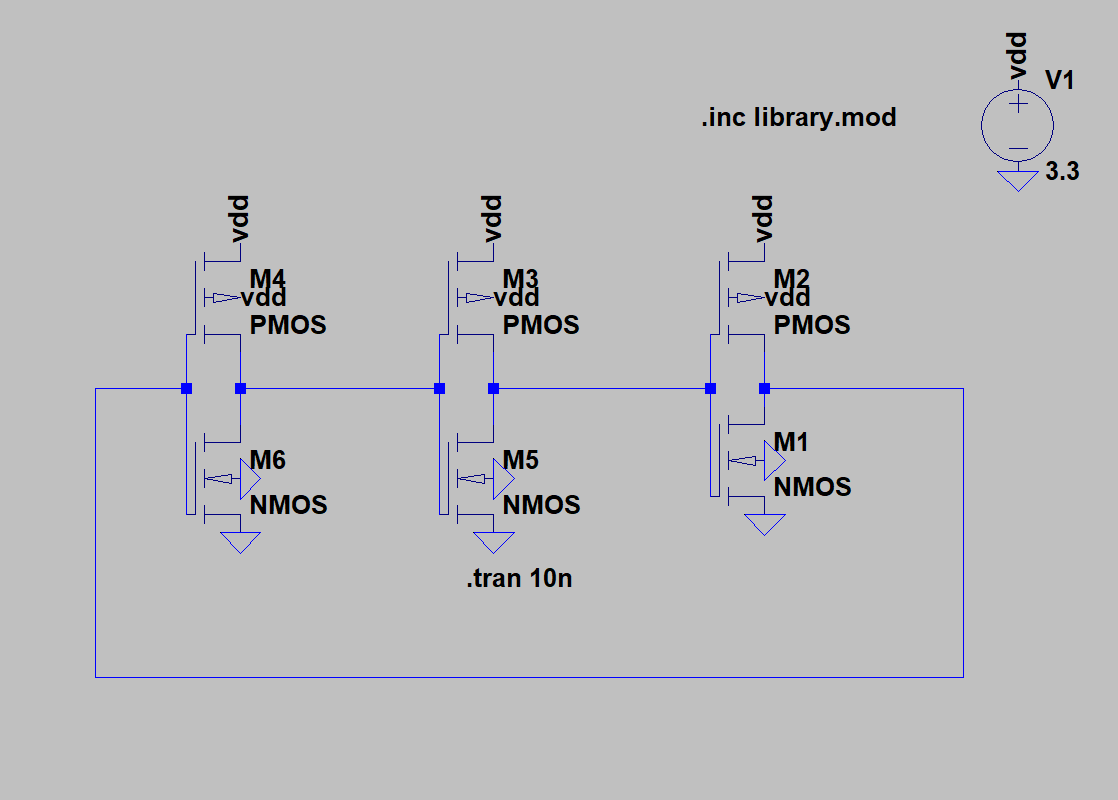 vdd
V1
.inc library.mod
3.3
vdd
vdd
vdd
M4
vdd
PMOS
M3
vdd
PMOS
M2
vdd
PMOS
M6
NMOS
M5
NMOS
M1
NMOS
.tran 10n